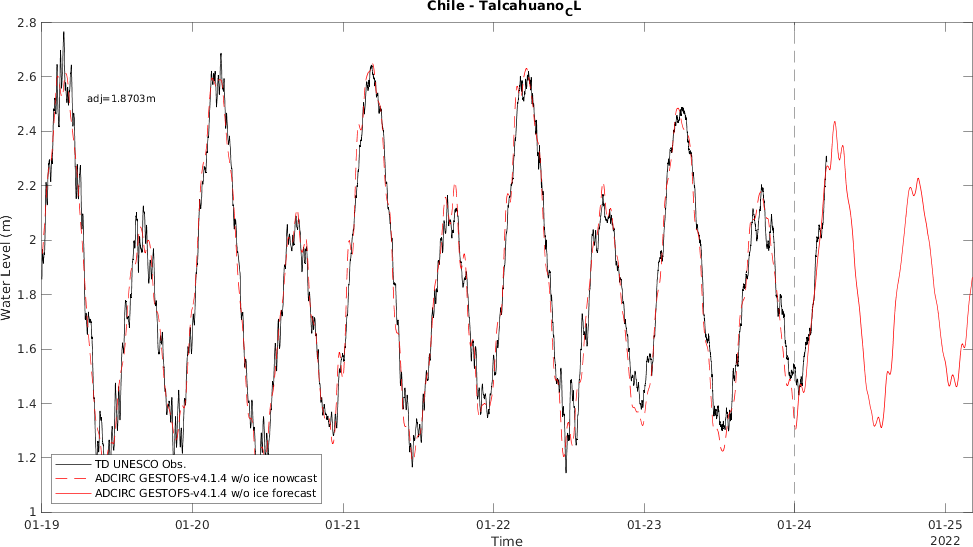 Chile - Talcahuano_CL
2.8
2.6
2.4
2.2
2
1.8
1.6
1.4
1.2
1
Water Level (m)
adj=1.8703m
TD UNESCO Obs.
ADCIRC GESTOFS-v4.1.4 w/o ice nowcast
ADCIRC GESTOFS-v4.1.4 w/o ice forecast
01-19 01-20 01-21 01-22 01-23 01-24 01-25
Time
2022